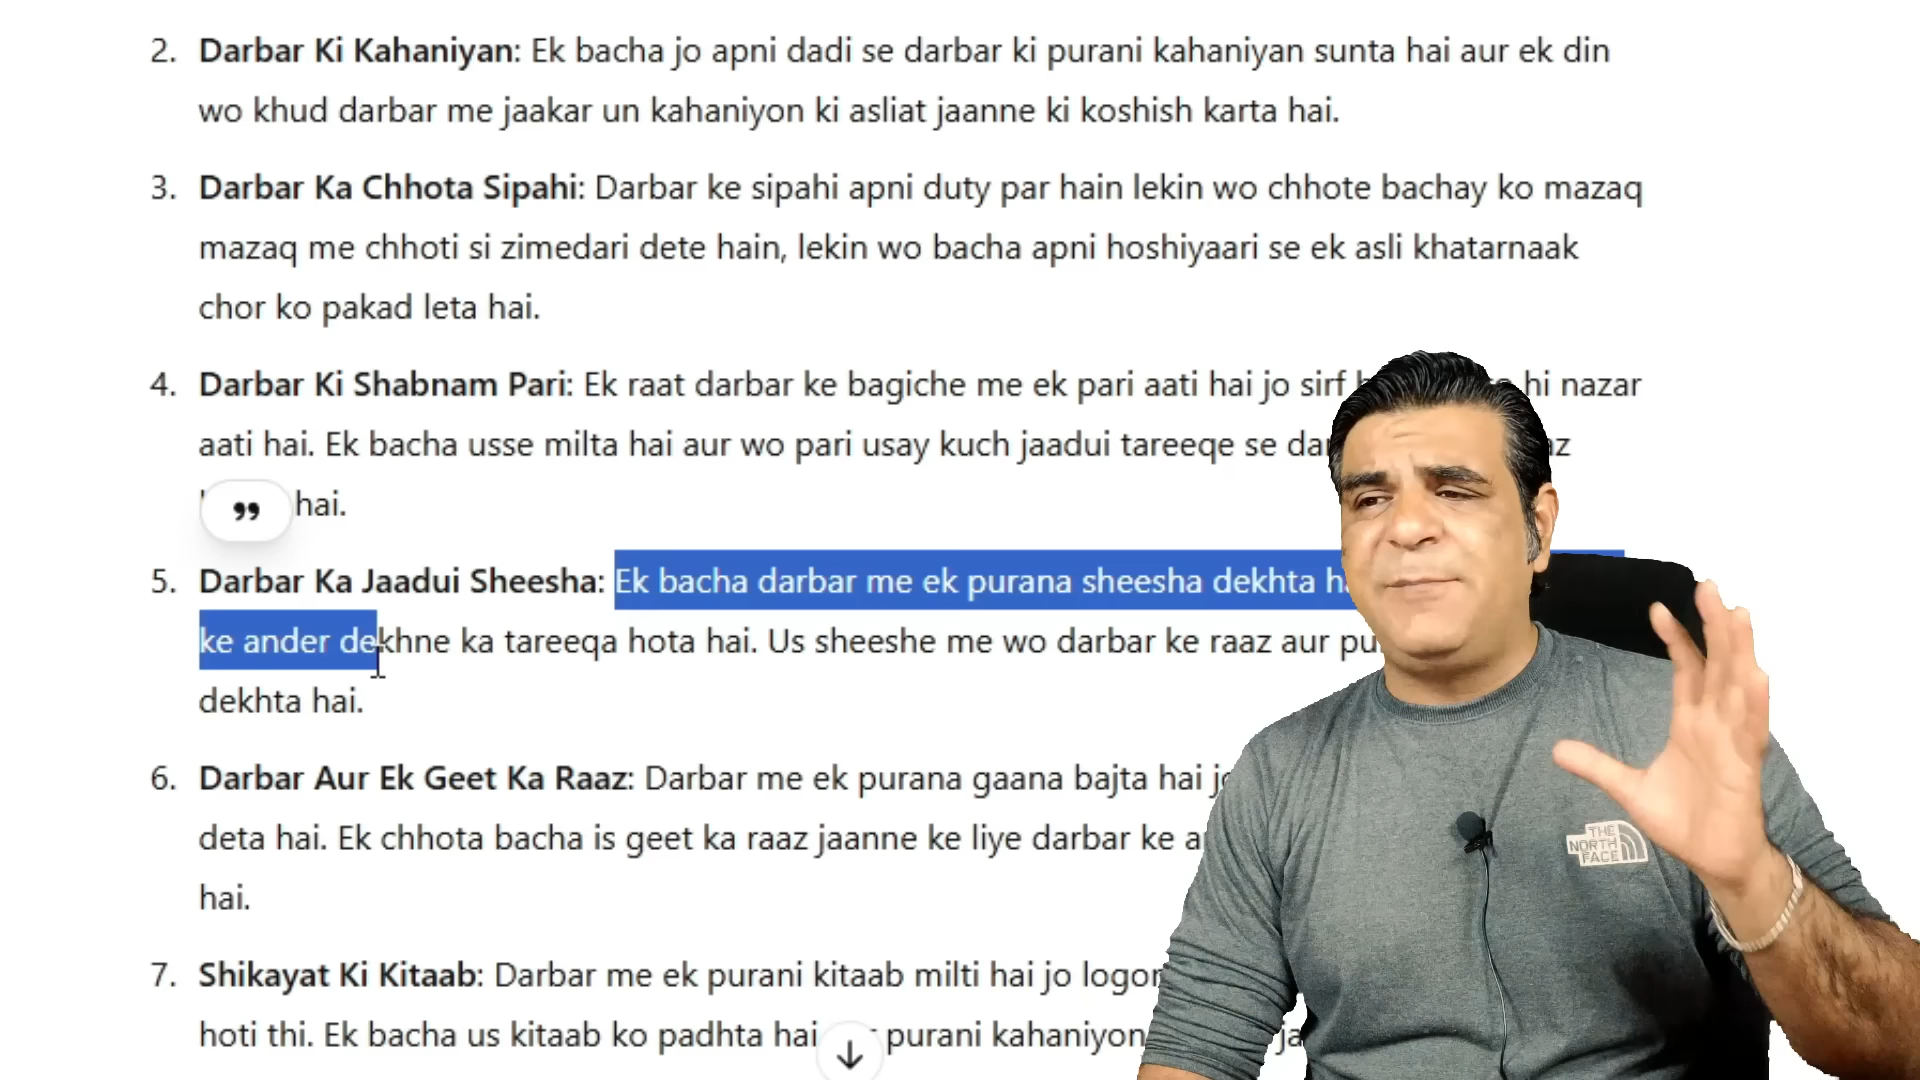 2. Darbar Ki Kahaniyan: Ek bacha jo apni dadi se darbar ki purani kahaniyan sunta hai aur ek din
wo khud darbar me jaakar un kahaniyon ki asliat jaanne ki koshish karta hai.
3. Darbar Ka Chhota Sipahi: Darbar ke sipahi apni duty par hain lekin wo chhote bachay ko mazaq
mazaq me chhoti si zimedari dete hain, lekin wo bacha apni hoshiyaari se ek asli khatarnaak
chor ko pakad leta hai.
4. Darbar Ki Shabnam Pari: Ek raat darbar ke bagiche me ek pari aati hai jo sirf hi nazar
aati hai. Ek bacha usse milta hai aur wo pari usay kuch jaadui tareeqe se
hai.
5. Darbar Ka Jaadui Sheesha: Ek bacha darbar me ek purana sheesha dekhta
ke ander dekhne ka tareeqa hota hai. Us sheeshe me wo darbar ke raaz aur
dekhta hai.
6. Darbar Aur Ek Geet Ka Raaz: Darbar me ek purana gaana bajta hai
deta hai. Ek chhota bacha is geet ka raaz jaanne ke liye darbar ke
hai.
7. Shikayat Ki Kitaab: Darbar me ek purani kitaab milti hai jo
hoti thi. Ek bacha us kitaab ko padhta hai purani kahaniyon
THE
NORTH
FACE